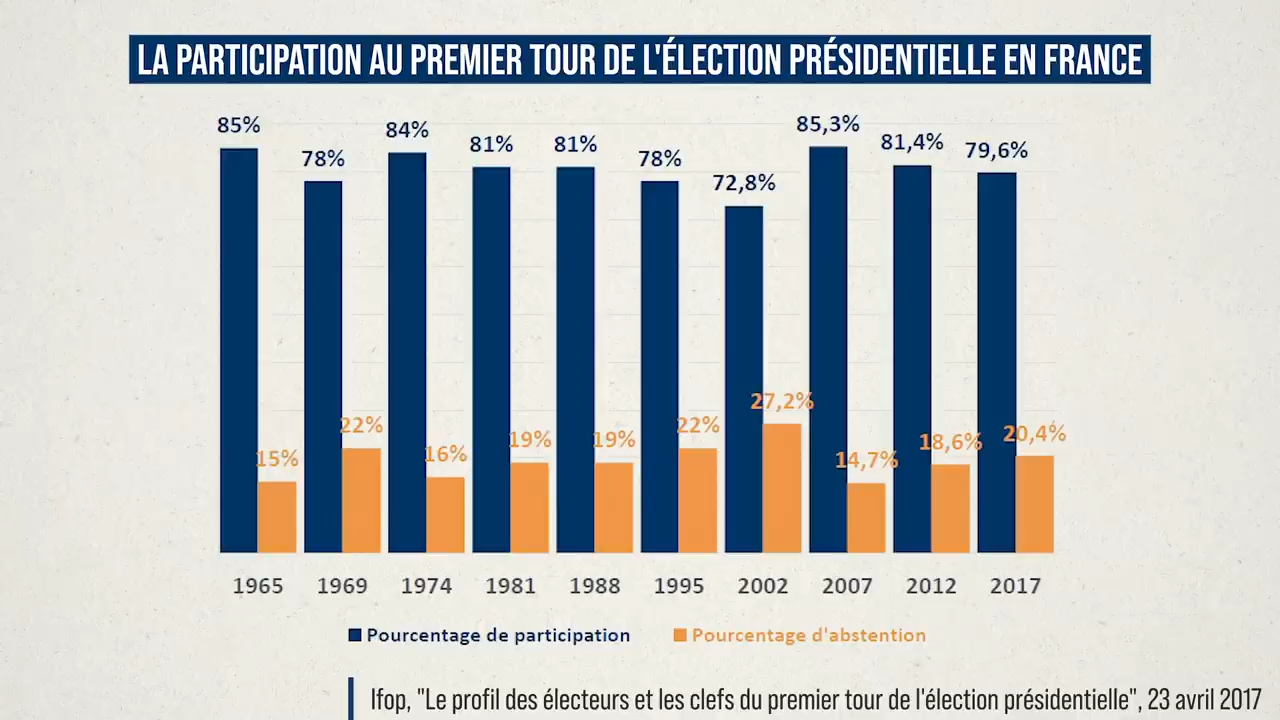 LA PARTICIPATION AU PREMIER TOUR DE L'ÉLECTION PRÉSIDENTIELLE EN FRANCE
85% 78% 84% 81% 81% 78% 72,8% 85,3% 81,4% 79,6%
15% 22% 16% 19% 19% 22% 27,2% 14,7% 18,6% 20,4%
1965 1969 1974 1981 1988 1995 2002 2007 2012 2017
Pourcentage de participation Pourcentage d'abstention
Ifop, "Le profil des électeurs et les clefs du premier tour de l'élection présidentielle", 23 avril 2017